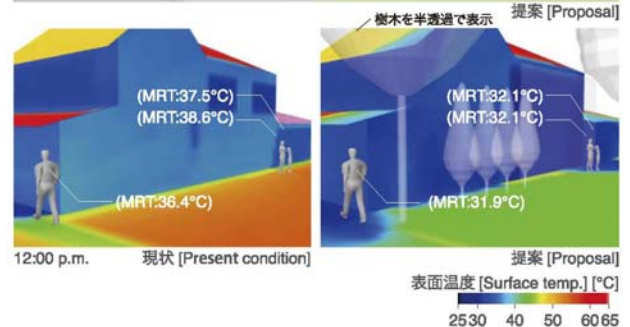 提案 [Proposal]
樹木を半透過で表示
(MRT:37.5°C)
(MRT:38.6°C)
(MRT:36.4°C)
(MRT:32.1°C)
(MRT:32.1°C)
(MRT:31.9°C)
12:00 p.m.
現状 [Present condition]
提案 [Proposal]
表面温度 [Surface temp.] [°C]
25 30 40 50 60 65